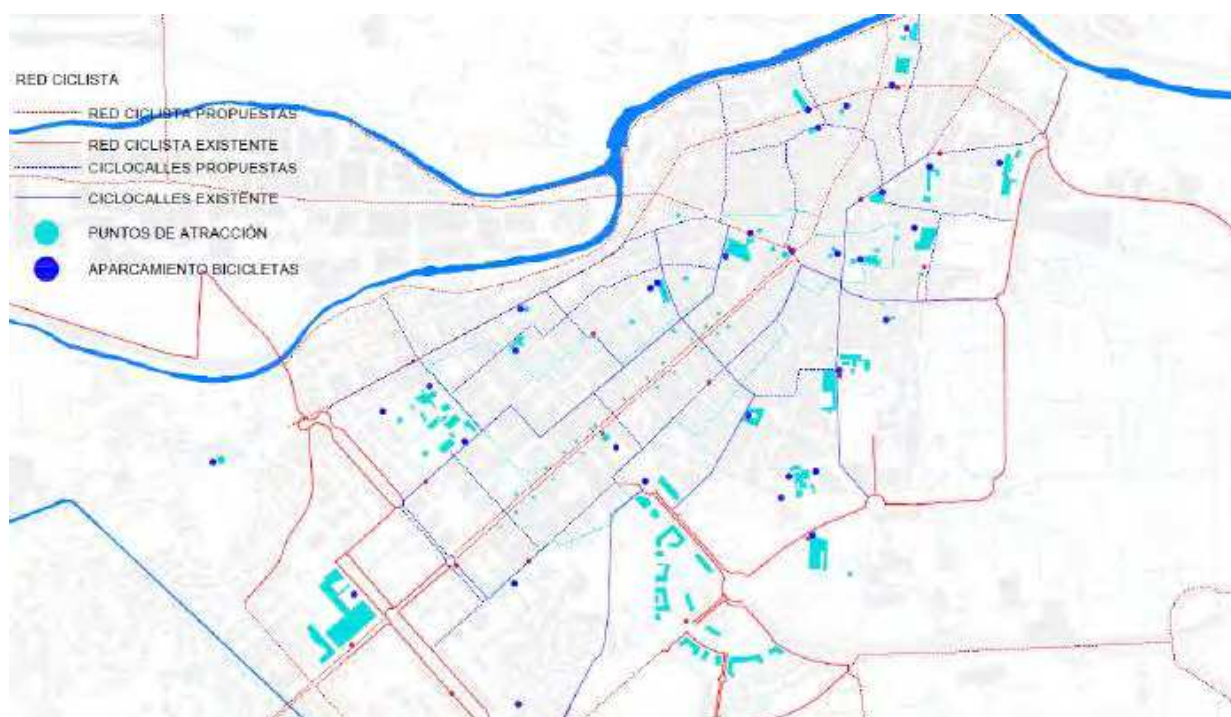 RED CICLISTA
RED CICLISTA PROPUESTAS
RED CICLISTA EXISTENTE
CICLOCALLES PROPUESTAS
CICLOCALLES EXISTENTE
PUNTOS DE ATRACCIÓN
APARCAMIENTO BICICLETAS